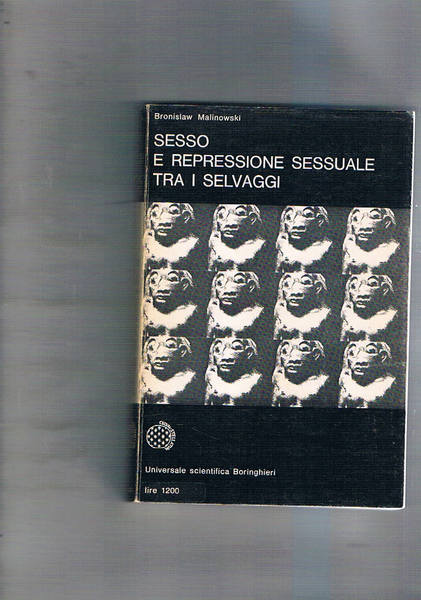 Bronislaw Malinowski
SESSO
E REPRESSIONE SESSUALE
TRA I SELVAGGI
Universale scientifica Boringhieri
lire 1200